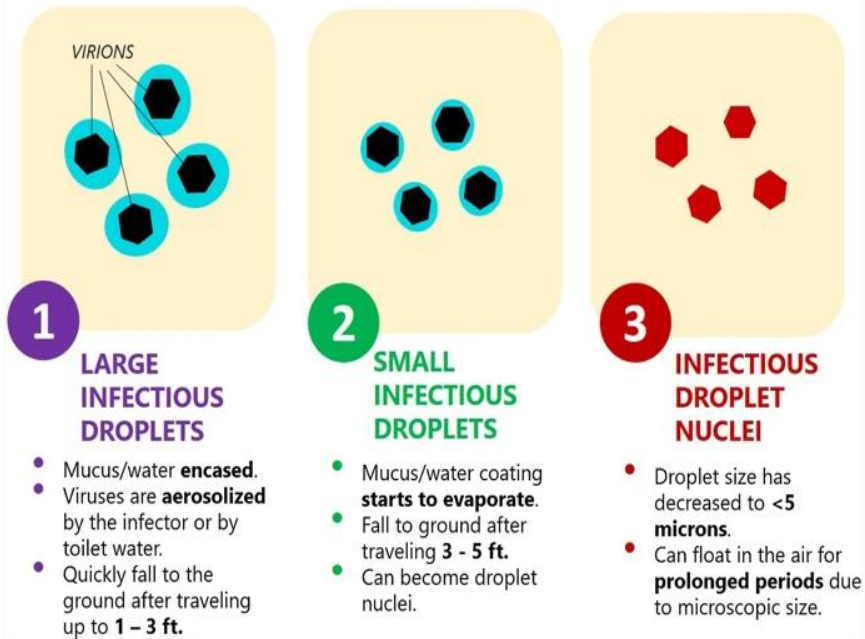 VIRIONS
1
LARGE
INFECTIOUS
DROPLETS
• Mucus/water encased.
• Viruses are aerosolized
by the infector or by
toilet water.
• Quickly fall to the
ground after traveling
up to 1 – 3 ft.
2
SMALL
INFECTIOUS
DROPLETS
• Mucus/water coating
starts to evaporate.
• Fall to ground after
traveling 3 - 5 ft.
• Can become droplet
nuclei.
3
INFECTIOUS
DROPLET
NUCLEI
• Droplet size has
decreased to <5
microns.
• Can float in the air for
prolonged periods due
to microscopic size.